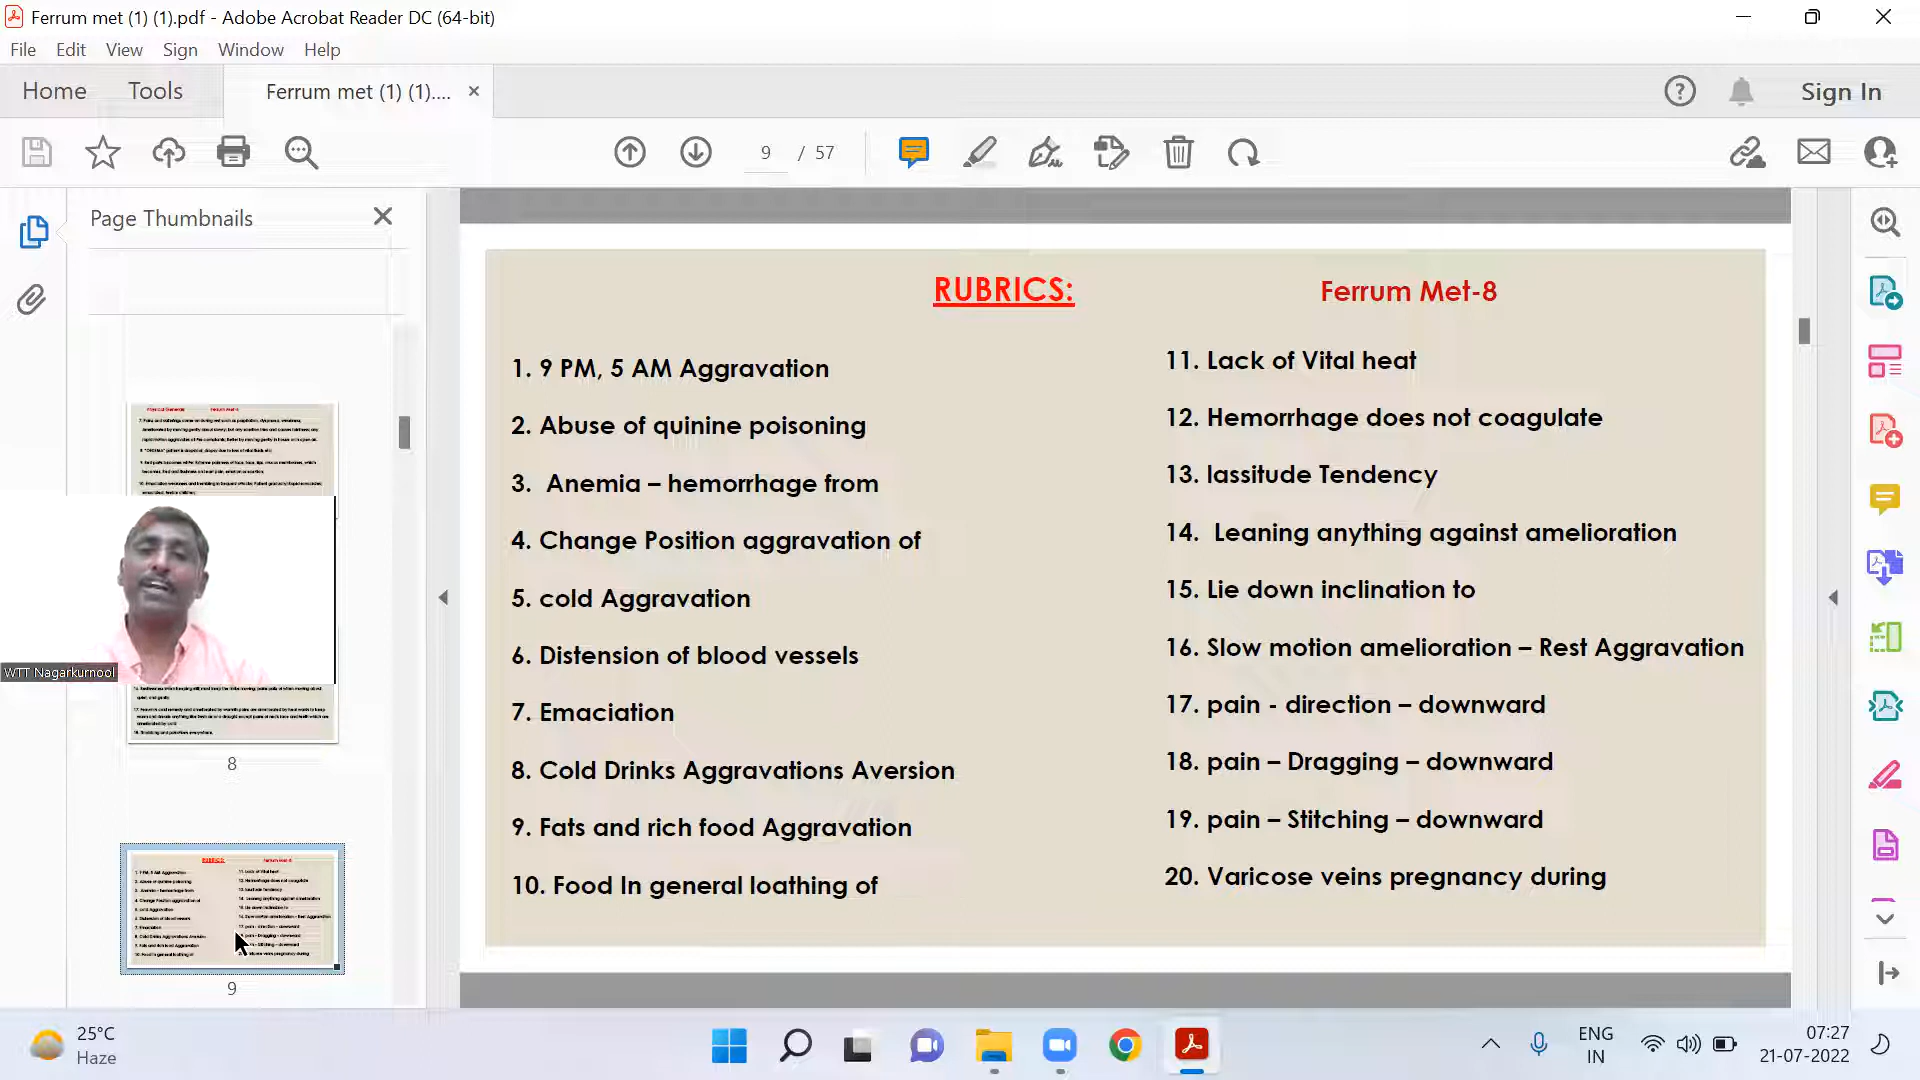 Ferrum met (1) (1).pdf - Adobe Acrobat Reader DC (64-bit)
File Edit View Sign Window Help
Home Tools Ferrum met (1) (1).... × Sign In
9 / 57
Page Thumbnails
RUBRICS: Ferrum Met-8
1. 9 PM, 5 AM Aggravation
2. Abuse of quinine poisoning
3. Anemia – hemorrhage from
4. Change Position aggravation of
5. cold Aggravation
6. Distension of blood vessels
7. Emaciation
8. Cold Drinks Aggravations Aversion
9. Fats and rich food Aggravation
10. Food In general loathing of
11. Lack of Vital heat
12. Hemorrhage does not coagulate
13. lassitude Tendency
14. Leaning anything against amelioration
15. Lie down inclination to
16. Slow motion amelioration – Rest Aggravation
17. pain - direction – downward
18. pain – Dragging – downward
19. pain – Stitching – downward
20. Varicose veins pregnancy during
WTT Nagarkurnool
8
9
25°C
Haze
ENG
IN
07:27
21-07-2022